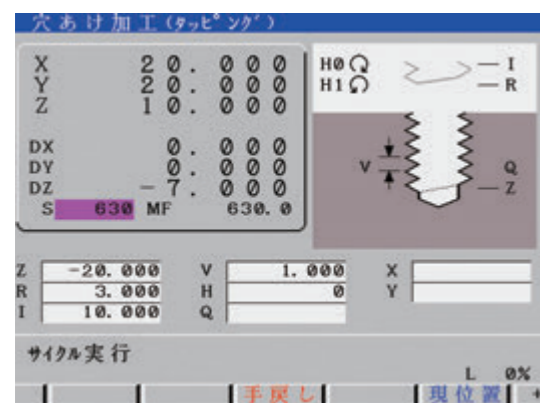 穴あけ加工(タッピング)
X 20.000
Y 20.000
Z 10.000
DX 0.000
DY 0.000
DZ -7.000
S 630 MF 630.0
H0
H1
I
R
V
Q
Z
Z -20.000 V 1.000 X
R 3.000 H 0 Y
I 10.000 Q
サイクル実行
L 0%
手戻し 現位置 +